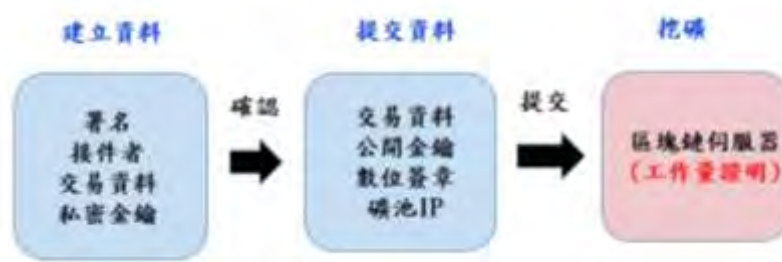 建立資料
署名
接件者
交易資料
私密金鑰
確認
提交資料
交易資料
公開金鑰
數位簽章
礦池IP
提交
挖礦
區塊鏈伺服器
(工作量證明)